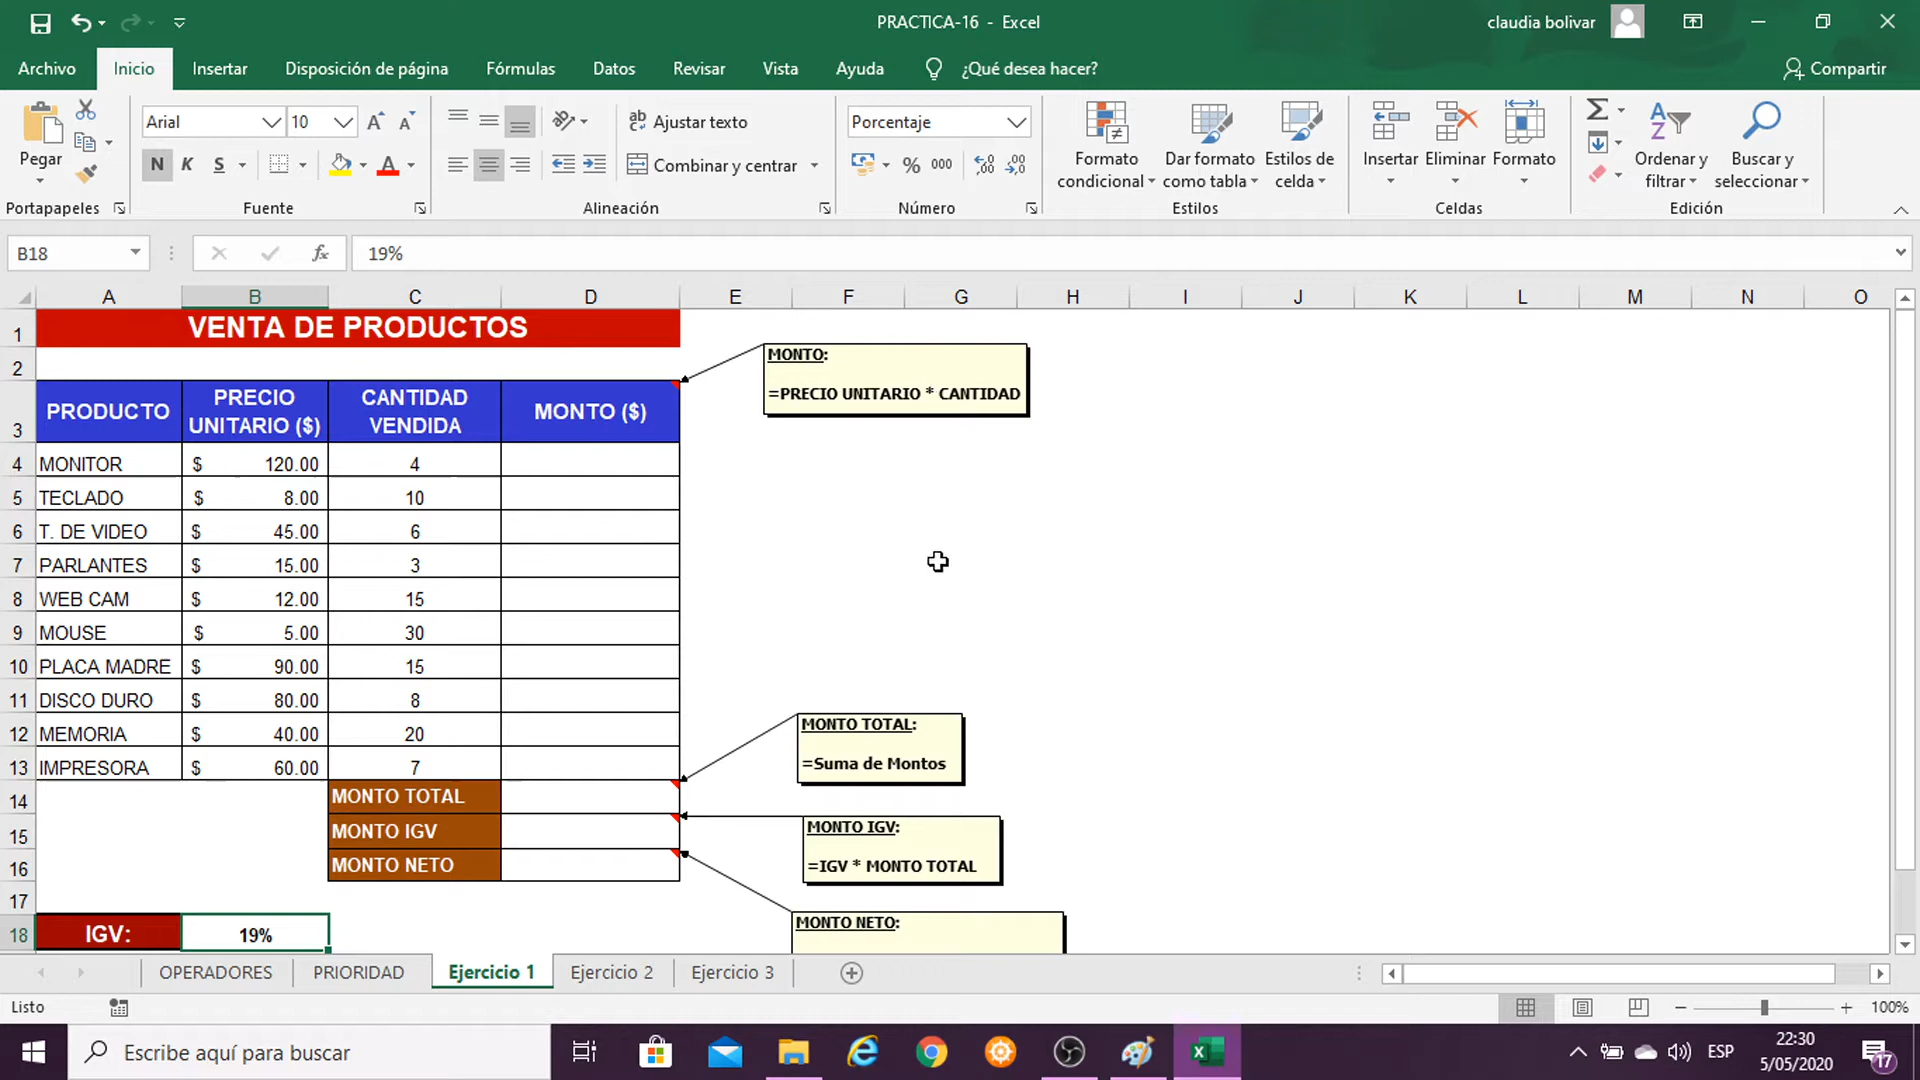 PRACTICA-16 - Excel
claudia bolivar
Archivo Inicio Insertar Disposición de página Fórmulas Datos Revisar Vista Ayuda ¿Qué desea hacer? Compartir
Pegar
Portapapeles
Arial 10
N K S
Fuente
Ajustar texto
Combinar y centrar
Alineación
Porcentaje
% 000
Número
Formato condicional
Dar formato como tabla
Estilos de celda
Estilos
Insertar Eliminar Formato
Celdas
Ordenar y filtrar
Buscar y seleccionar
Edición
B18 fx 19%
A B C D E F G H I J K L M N O
1 VENTA DE PRODUCTOS
2
3 PRODUCTO PRECIO UNITARIO ($) CANTIDAD VENDIDA MONTO ($)
4 MONITOR $ 120.00 4
5 TECLADO $ 8.00 10
6 T. DE VIDEO $ 45.00 6
7 PARLANTES $ 15.00 3
8 WEB CAM $ 12.00 15
9 MOUSE $ 5.00 30
10 PLACA MADRE $ 90.00 15
11 DISCO DURO $ 80.00 8
12 MEMORIA $ 40.00 20
13 IMPRESORA $ 60.00 7
14 MONTO TOTAL
15 MONTO IGV
16 MONTO NETO
17
18 IGV: 19%
MONTO:
=PRECIO UNITARIO * CANTIDAD
MONTO TOTAL:
=Suma de Montos
MONTO IGV:
=IGV * MONTO TOTAL
MONTO NETO:
OPERADORES PRIORIDAD Ejercicio 1 Ejercicio 2 Ejercicio 3
Listo 100%
Escribe aquí para buscar
ESP
22:30
5/05/2020
17